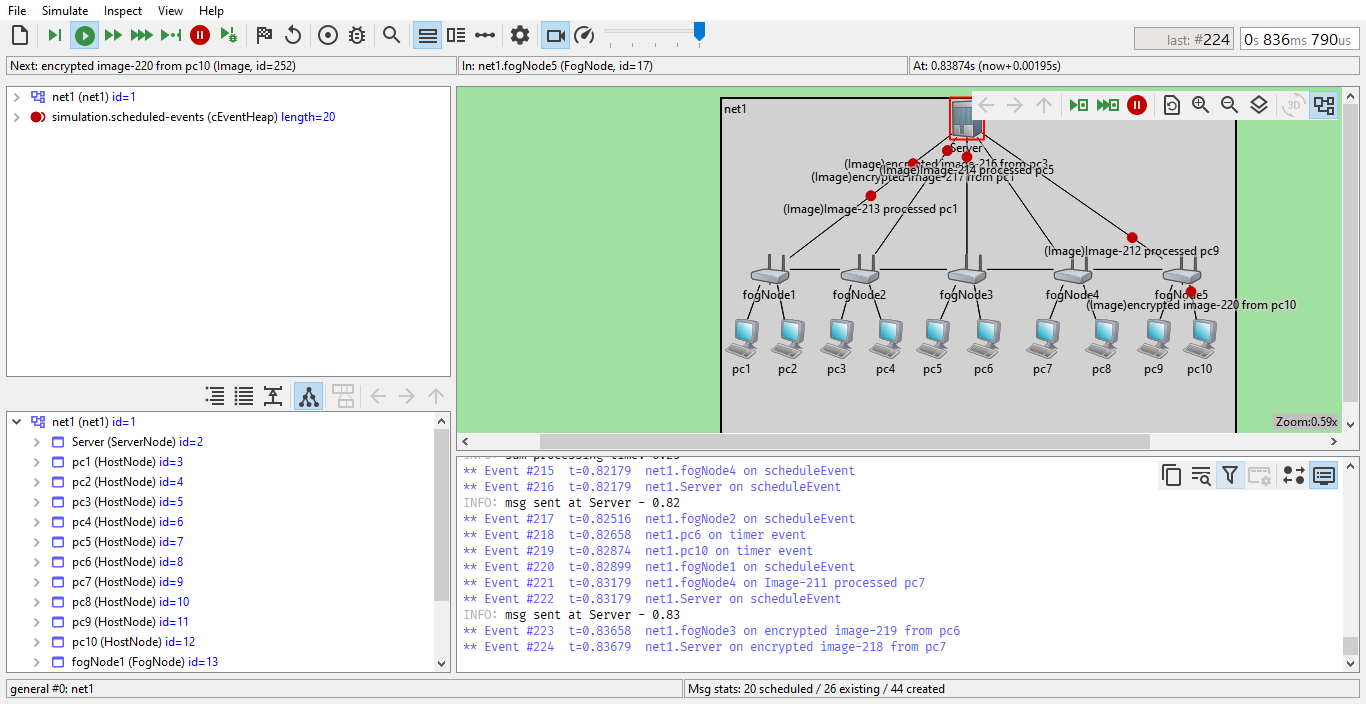 File Simulate Inspect View Help
last: #224 0s 836ms 790us
Next: encrypted image-220 from pc10 (Image, id=252) In: net1.fogNode5 (FogNode, id=17) At: 0.83874s (now+0.00195s)
net1 (net1) id=1
simulation.scheduled-events (cEventHeap) length=20
net1
3D
Server
(Image)encrypted image-216 from pc3
(Image)Image-214 processed pc5
(Image)encrypted image-217 from pc1
(Image)Image-213 processed pc1
(Image)Image-212 processed pc9
fogNode1 fogNode2 fogNode3 fogNode4 fogNode5
(Image)encrypted image-220 from pc10
pc1 pc2 pc3 pc4 pc5 pc6 pc7 pc8 pc9 pc10
Zoom:0.59x
net1 (net1) id=1
Server (ServerNode) id=2
pc1 (HostNode) id=3
pc2 (HostNode) id=4
pc3 (HostNode) id=5
pc4 (HostNode) id=6
pc5 (HostNode) id=7
pc6 (HostNode) id=8
pc7 (HostNode) id=9
pc8 (HostNode) id=10
pc9 (HostNode) id=11
pc10 (HostNode) id=12
fogNode1 (FogNode) id=13
INFO: sum processing time: 0.23
** Event #215 t=0.82179 net1.fogNode4 on scheduleEvent
** Event #216 t=0.82179 net1.Server on scheduleEvent
INFO: msg sent at Server - 0.82
** Event #217 t=0.82516 net1.fogNode2 on scheduleEvent
** Event #218 t=0.82658 net1.pc6 on timer event
** Event #219 t=0.82874 net1.pc10 on timer event
** Event #220 t=0.82899 net1.fogNode1 on scheduleEvent
** Event #221 t=0.83179 net1.fogNode4 on Image-211 processed pc7
** Event #222 t=0.83179 net1.Server on scheduleEvent
INFO: msg sent at Server - 0.83
** Event #223 t=0.83658 net1.fogNode3 on encrypted image-219 from pc6
** Event #224 t=0.83679 net1.Server on encrypted image-218 from pc7
general #0: net1 Msg stats: 20 scheduled / 26 existing / 44 created